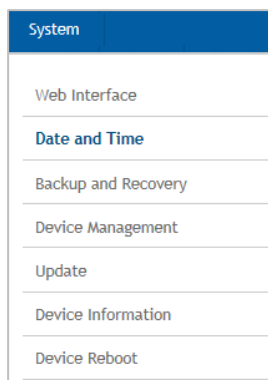 System
Web Interface
Date and Time
Backup and Recovery
Device Management
Update
Device Information
Device Reboot